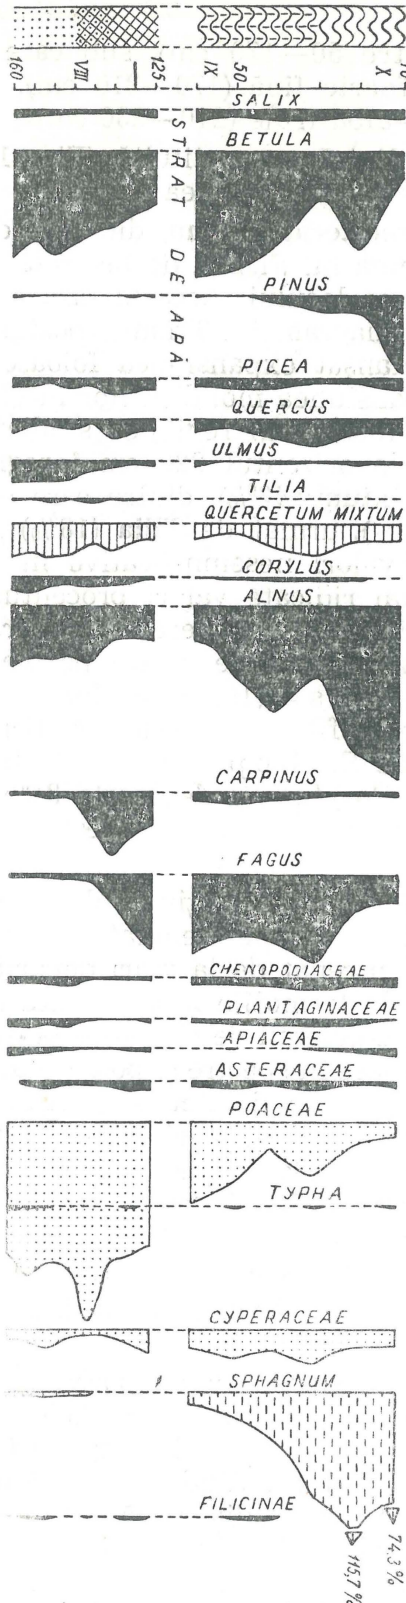 160
VIII
125
IX
50
X
10
SALIX
BETULA
STRAT DE APĂ
PINUS
PICEA
QUERCUS
ULMUS
TILIA
QUERCETUM MIXTUM
CORYLUS
ALNUS
CARPINUS
FAGUS
CHENOPODIACEAE
PLANTAGINACEAE
APIACEAE
ASTERACEAE
POACEAE
TYPHA
CYPERACEAE
SPHAGNUM
FILICINAE
115,7 %
74,3 %